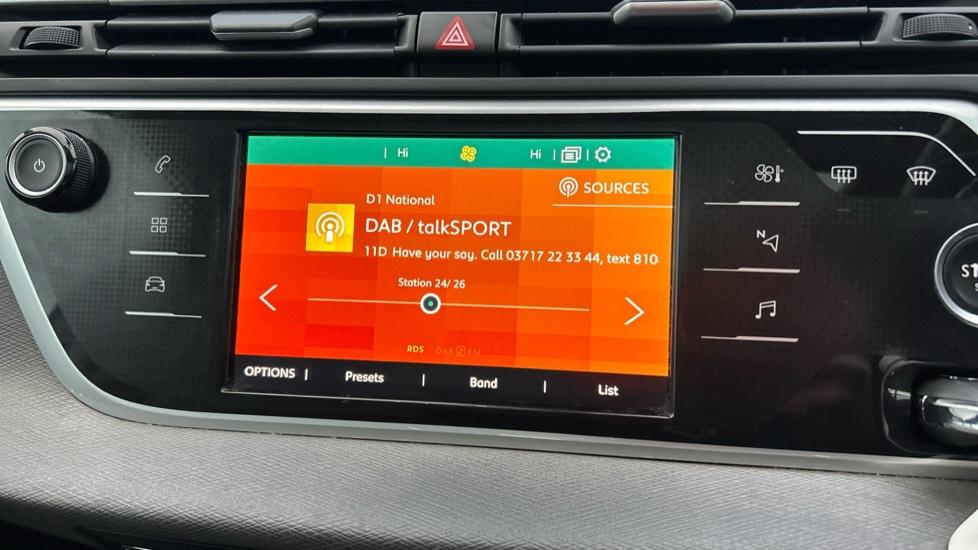 | Hi Hi | |
SOURCES
D1 National
DAB / talkSPORT
11D Have your say. Call 03717 22 33 44, text 810
Station 24/ 26
RDS DAB FM
OPTIONS | Presets | Band | List
N